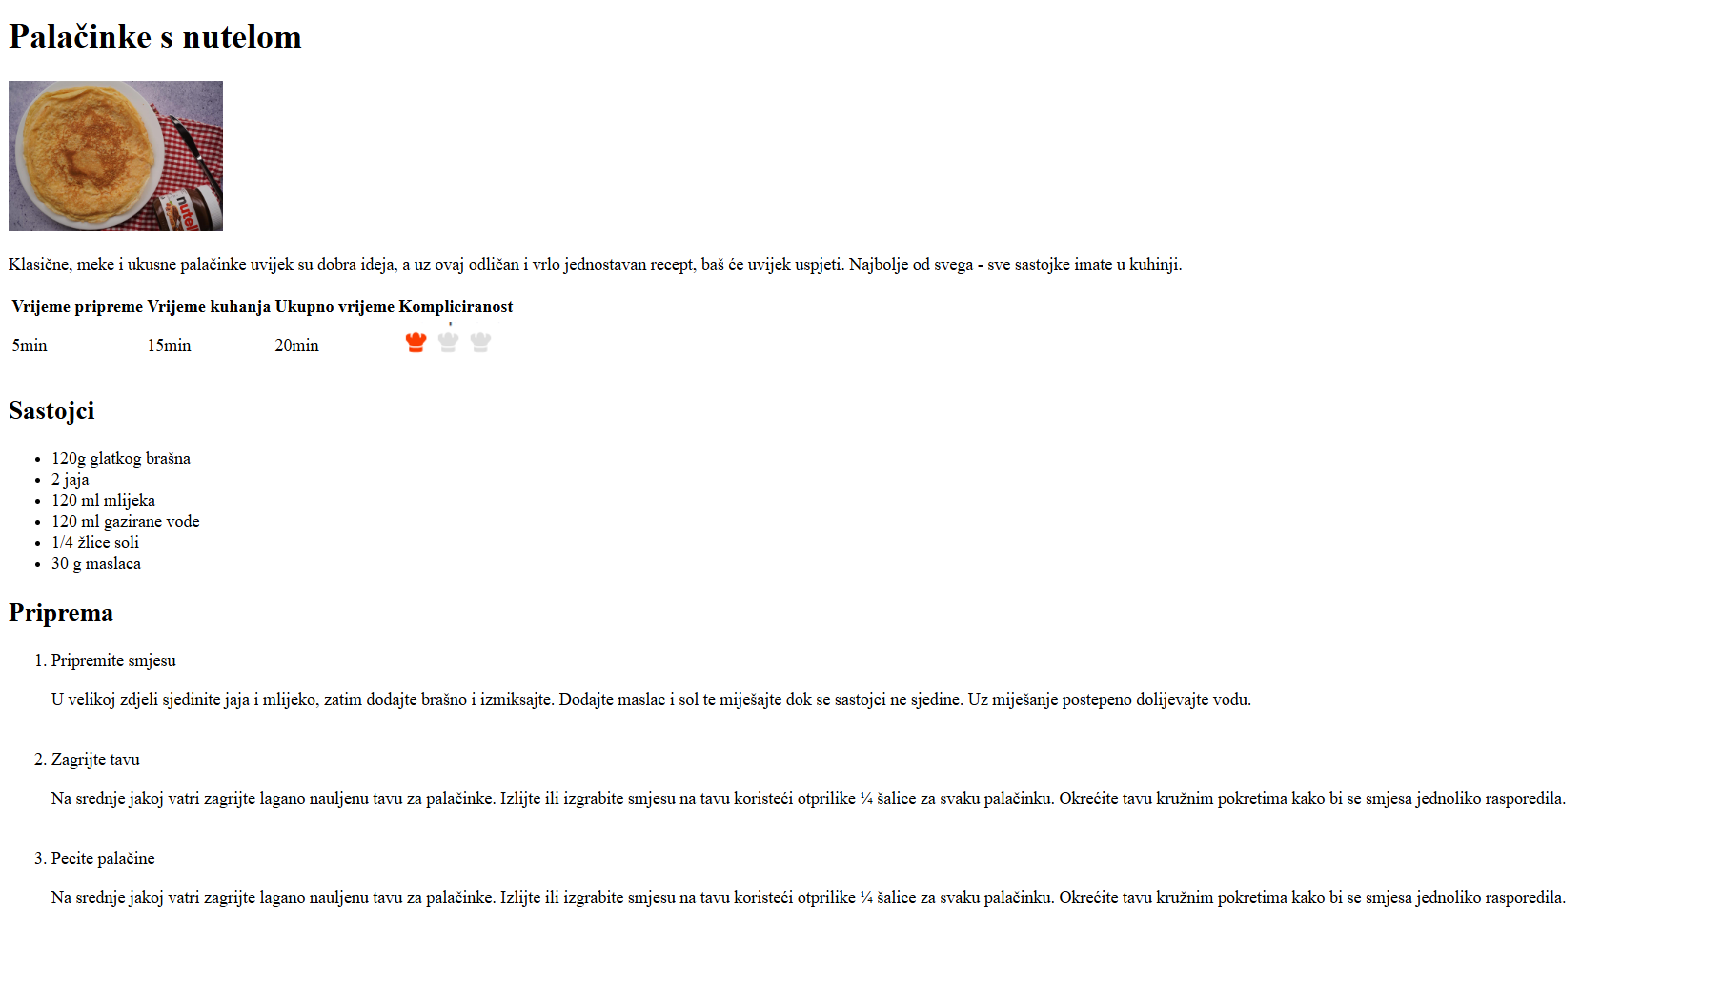 Palačinke s nutelom
nutell
Klasične, meke i ukusne palačinke uvijek su dobra ideja, a uz ovaj odličan i vrlo jednostavan recept, baš će uvijek uspjeti. Najbolje od svega - sve sastojke imate u kuhinji.
Vrijeme pripreme Vrijeme kuhanja Ukupno vrijeme Kompliciranost
5min 15min 20min
Sastojci
• 120g glatkog brašna
• 2 jaja
• 120 ml mlijeka
• 120 ml gazirane vode
• 1/4 žlice soli
• 30 g maslaca
Priprema
1. Pripremite smjesu
U velikoj zdjeli sjedinite jaja i mlijeko, zatim dodajte brašno i izmiksajte. Dodajte maslac i sol te miješajte dok se sastojci ne sjedine. Uz miješanje postepeno dolijevajte vodu.
2. Zagrijte tavu
Na srednje jakoj vatri zagrijte lagano nauljenu tavu za palačinke. Izlijte ili izgrabite smjesu na tavu koristeći otprilike ¼ šalice za svaku palačinku. Okrećite tavu kružnim pokretima kako bi se smjesa jednoliko rasporedila.
3. Pecite palačine
Na srednje jakoj vatri zagrijte lagano nauljenu tavu za palačinke. Izlijte ili izgrabite smjesu na tavu koristeći otprilike ¼ šalice za svaku palačinku. Okrećite tavu kružnim pokretima kako bi se smjesa jednoliko rasporedila.